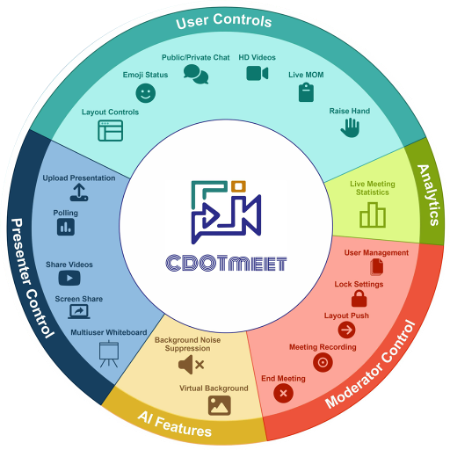 User Controls
Public/Private Chat
HD Videos
Emoji Status
Live MOM
Layout Controls
Raise Hand
Analytics
Live Meeting
Statistics
Presenter Control
Upload Presentation
Polling
Share Videos
Screen Share
Multiuser Whiteboard
CDOTMEET
User Management
Lock Settings
Layout Push
Meeting Recording
End Meeting
Moderator Control
Background Noise
Suppression
Virtual Background
AI Features